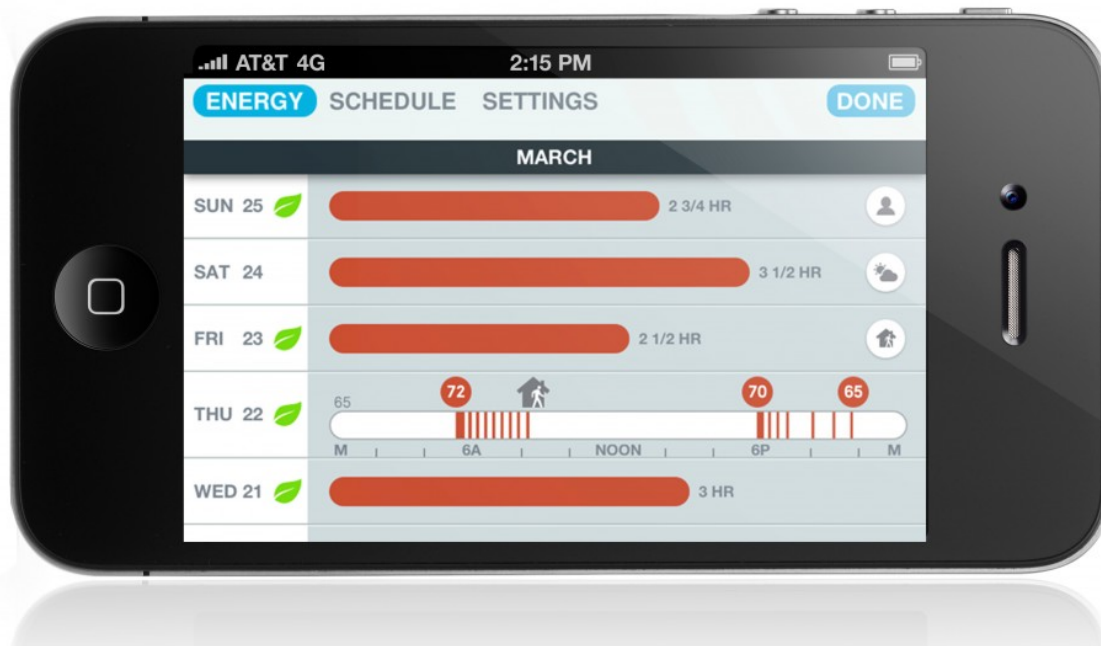 AT&T 4G 2:15 PM
ENERGY SCHEDULE SETTINGS DONE
MARCH
SUN 25 2 3/4 HR
SAT 24 3 1/2 HR
FRI 23 2 1/2 HR
65 72 70 65
THU 22
M 6A NOON 6P M
WED 21 3 HR